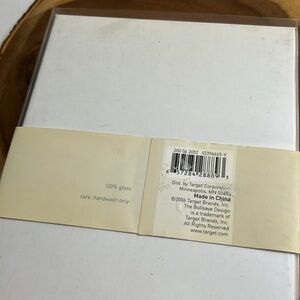 100% glass
care: handwash only
200 06 2052
Dist. by Target Corporation
Minneapolis, MN 55403
Made in China
©2006 Target Brands, Inc.
The Bullseye Design
is a trademark of
Target Brands, Inc.
All Rights Reserved
www.target.com